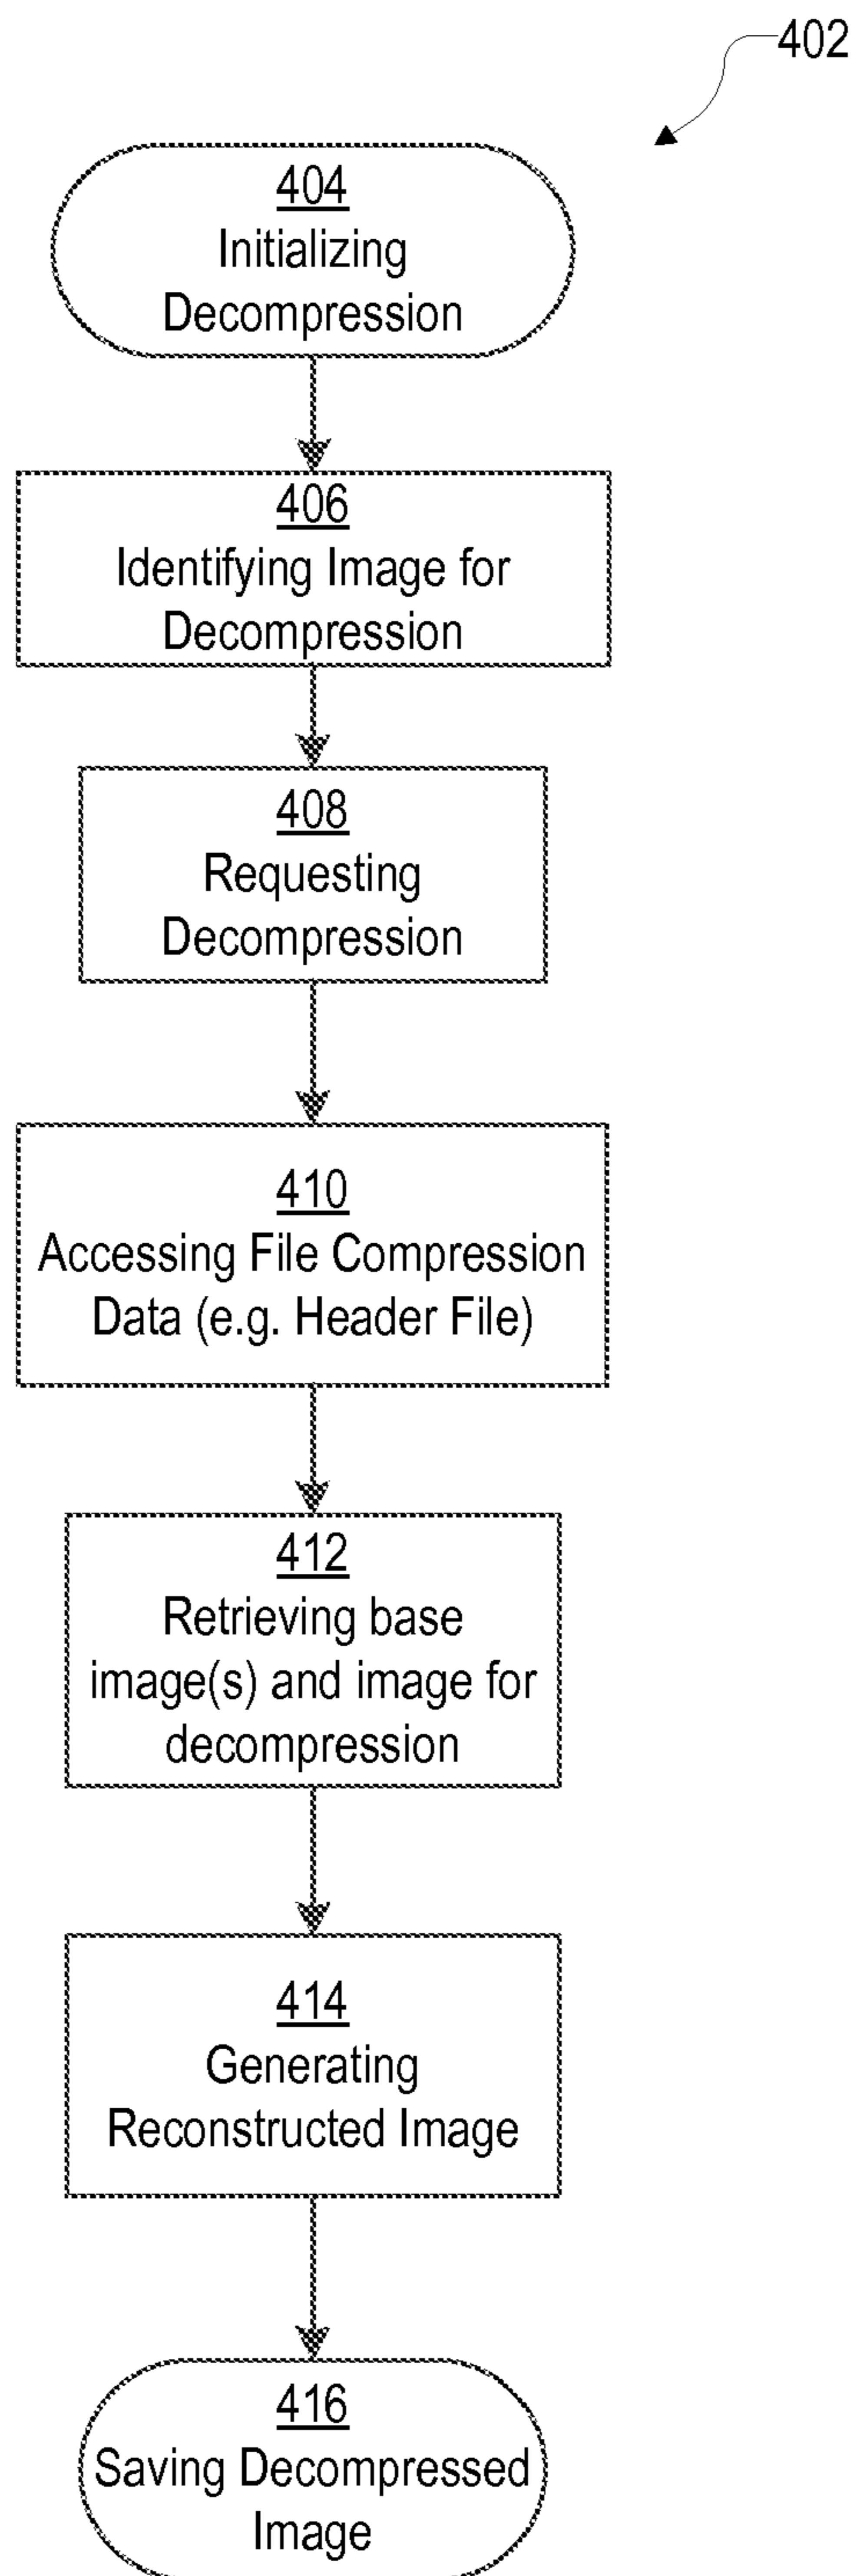 402
404
Initializing
Decompression
406
Identifying Image for
Decompression
408
Requesting
Decompression
410
Accessing File Compression
Data (e.g. Header File)
412
Retrieving base
image(s) and image for
decompression
414
Generating
Reconstructed Image
416
Saving Decompressed
Image